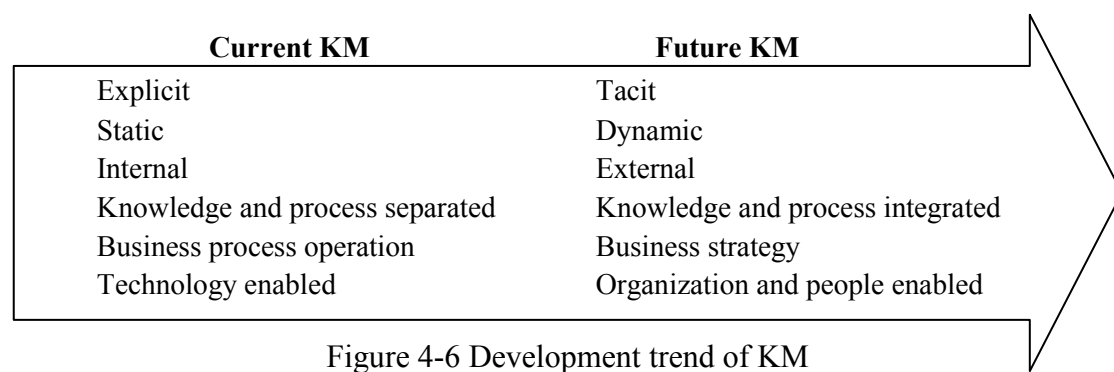 Current KM Future KM
Explicit Tacit
Static Dynamic
Internal External
Knowledge and process separated Knowledge and process integrated
Business process operation Business strategy
Technology enabled Organization and people enabled
Figure 4-6 Development trend of KM